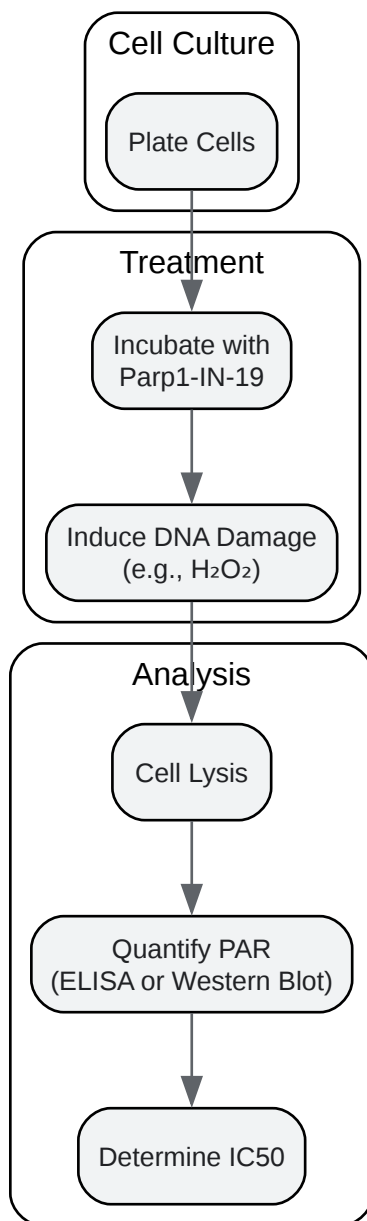 Cell Culture
Plate Cells
Treatment
Incubate with
Parp1-IN-19
Induce DNA Damage
(e.g., H₂O₂)
Analysis
Cell Lysis
Quantify PAR
(ELISA or Western Blot)
Determine IC50